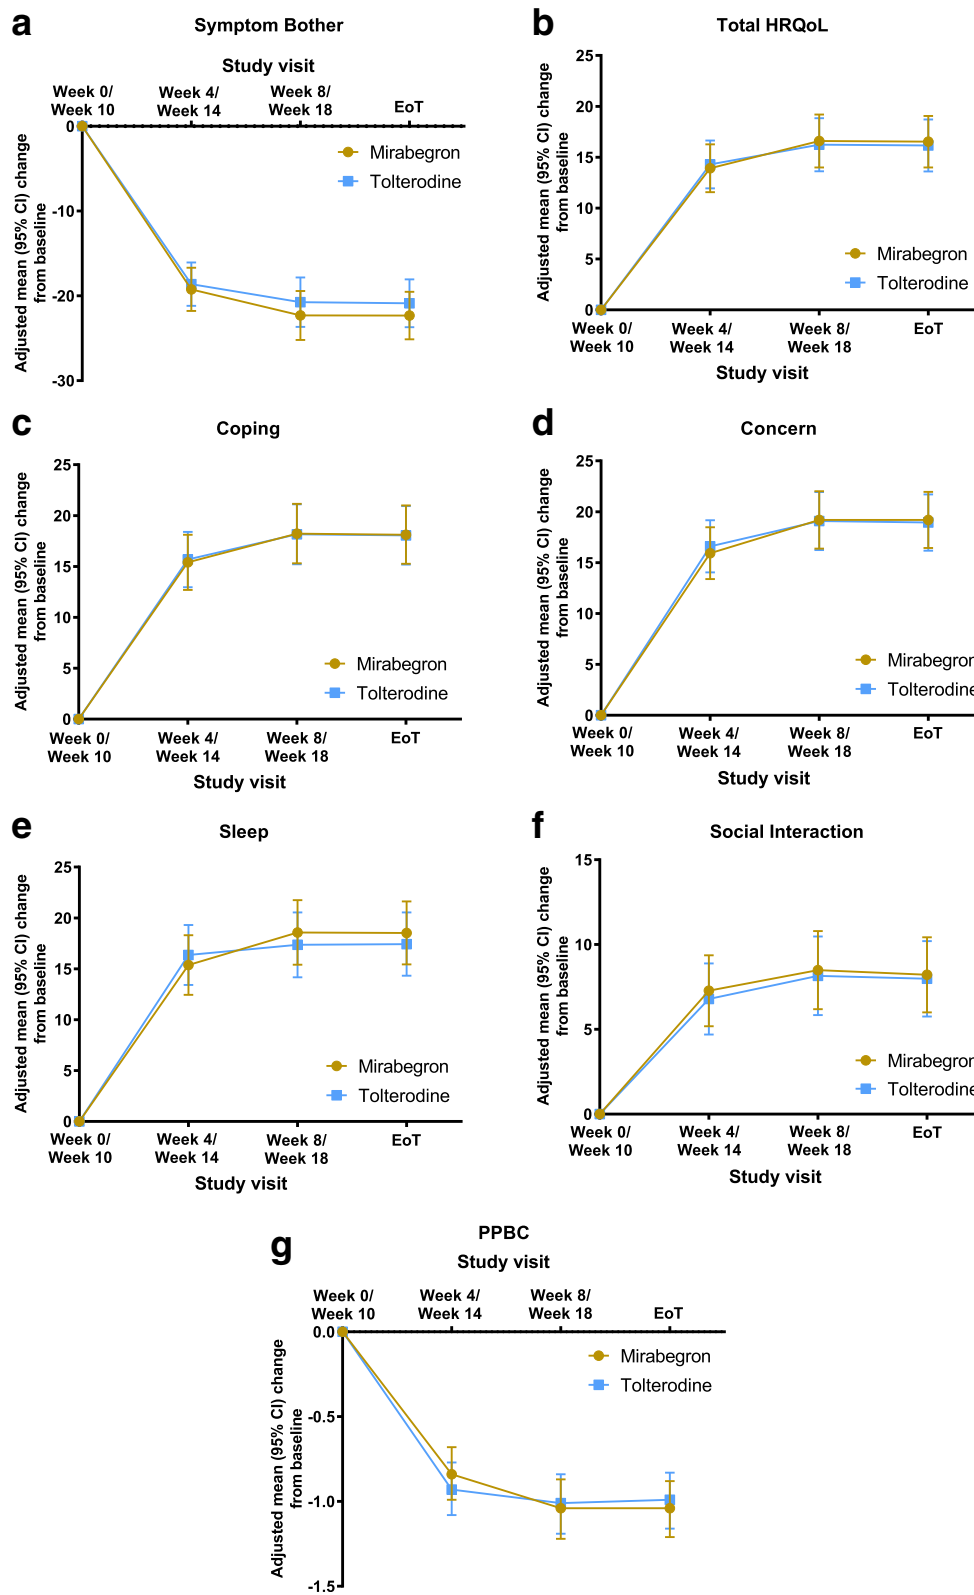 a
Symptom Bother
Study visit
Week 0/ Week 4/ Week 8/
Week 10 Week 14 Week 18 EoT
0
-10
-20
-30
Adjusted mean (95% CI) change
from baseline
Mirabegron
Tolterodine
b
Total HRQoL
25
20
15
10
5
0
Adjusted mean (95% CI) change
from baseline
Mirabegron
Tolterodine
Week 0/ Week 4/ Week 8/ EoT
Week 10 Week 14 Week 18
Study visit
c
Coping
25
20
15
10
5
0
Adjusted mean (95% CI) change
from baseline
Mirabegron
Tolterodine
Week 0/ Week 4/ Week 8/ EoT
Week 10 Week 14 Week 18
Study visit
d
Concern
25
20
15
10
5
0
Adjusted mean (95% CI) change
from baseline
Mirabegron
Tolterodine
Week 0/ Week 4/ Week 8/ EoT
Week 10 Week 14 Week 18
Study visit
e
Sleep
25
20
15
10
5
0
Adjusted mean (95% CI) change
from baseline
Mirabegron
Tolterodine
Week 0/ Week 4/ Week 8/ EoT
Week 10 Week 14 Week 18
Study visit
f
Social Interaction
15
10
5
0
Adjusted mean (95% CI) change
from baseline
Mirabegron
Tolterodine
Week 0/ Week 4/ Week 8/ EoT
Week 10 Week 14 Week 18
Study visit
g
PPBC
Study visit
Week 0/ Week 4/ Week 8/
Week 10 Week 14 Week 18 EoT
0.0
-0.5
-1.0
-1.5
Adjusted mean (95% CI) change
from baseline
Mirabegron
Tolterodine